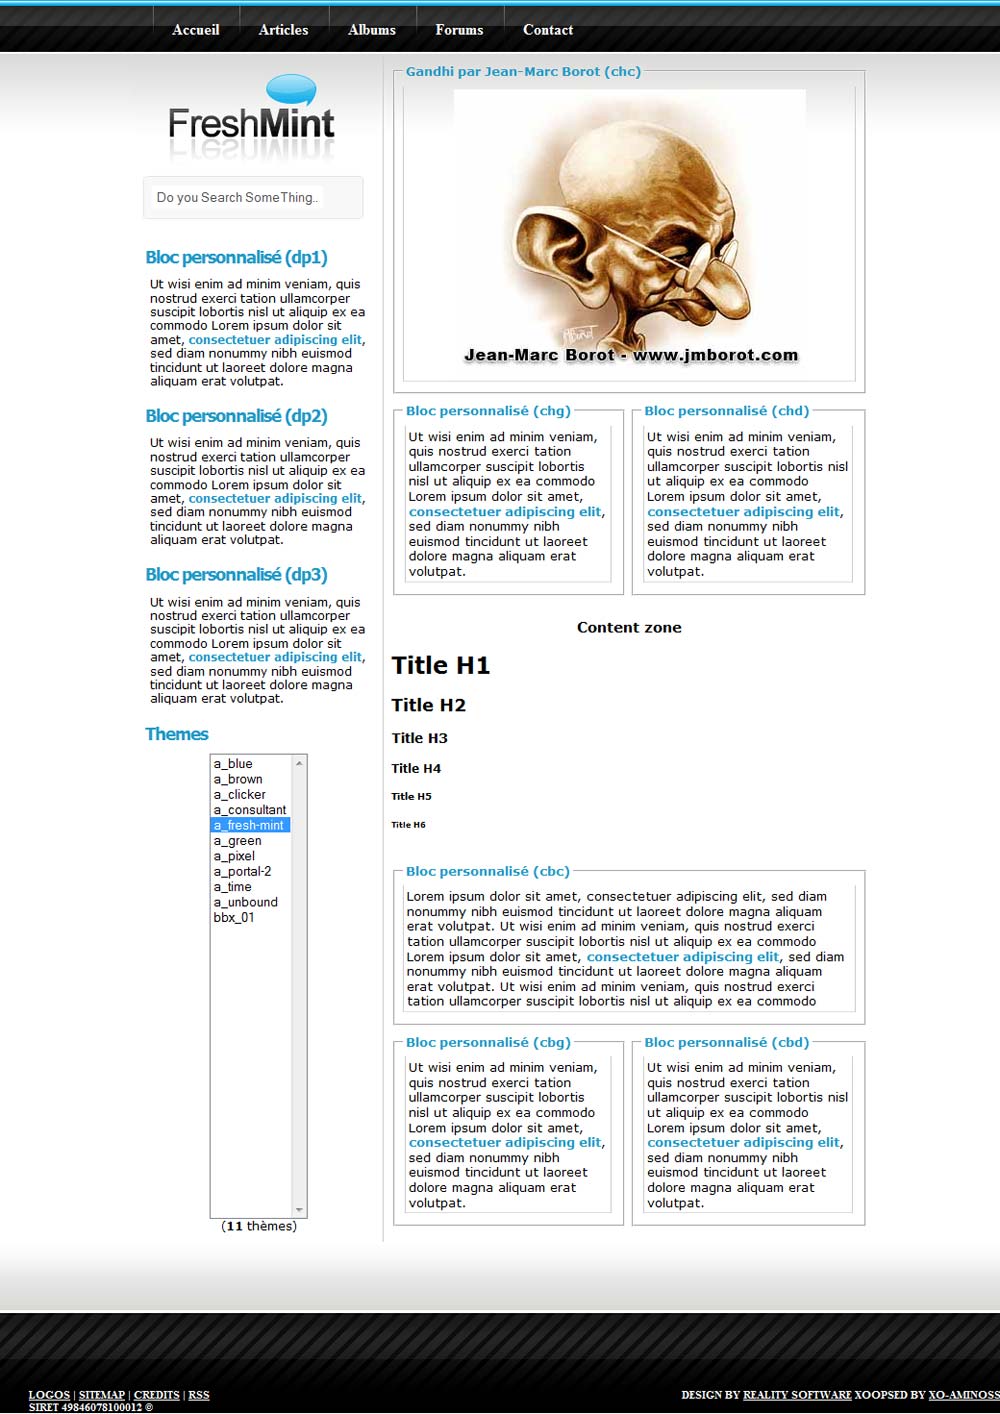 Accueil Articles Albums Forums Contact
FreshMint
Do you Search SomeThing..
Bloc personnalisé (dp1)
Ut wisi enim ad minim veniam, quis
nostrud exerci tation ullamcorper
suscipit lobortis nisl ut aliquip ex ea
commodo Lorem ipsum dolor sit
amet, consectetuer adipiscing elit,
sed diam nonummy nibh euismod
tincidunt ut laoreet dolore magna
aliquam erat volutpat.
Bloc personnalisé (dp2)
Ut wisi enim ad minim veniam, quis
nostrud exerci tation ullamcorper
suscipit lobortis nisl ut aliquip ex ea
commodo Lorem ipsum dolor sit
amet, consectetuer adipiscing elit,
sed diam nonummy nibh euismod
tincidunt ut laoreet dolore magna
aliquam erat volutpat.
Bloc personnalisé (dp3)
Ut wisi enim ad minim veniam, quis
nostrud exerci tation ullamcorper
suscipit lobortis nisl ut aliquip ex ea
commodo Lorem ipsum dolor sit
amet, consectetuer adipiscing elit,
sed diam nonummy nibh euismod
tincidunt ut laoreet dolore magna
aliquam erat volutpat.
Themes
a_blue
a_brown
a_clicker
a_consultant
a_fresh-mint
a_green
a_pixel
a_portal-2
a_time
a_unbound
bbx_01
(11 thèmes)
Gandhi par Jean-Marc Borot (chc)
Jean-Marc Borot - www.jmborot.com
Bloc personnalisé (chg)
Ut wisi enim ad minim veniam,
quis nostrud exerci tation
ullamcorper suscipit lobortis
nisl ut aliquip ex ea commodo
Lorem ipsum dolor sit amet,
consectetuer adipiscing elit,
sed diam nonummy nibh
euismod tincidunt ut laoreet
dolore magna aliquam erat
volutpat.
Bloc personnalisé (chd)
Ut wisi enim ad minim veniam,
quis nostrud exerci tation
ullamcorper suscipit lobortis nisl
ut aliquip ex ea commodo
Lorem ipsum dolor sit amet,
consectetuer adipiscing elit,
sed diam nonummy nibh
euismod tincidunt ut laoreet
dolore magna aliquam erat
volutpat.
Content zone
Title H1
Title H2
Title H3
Title H4
Title H5
Title H6
Bloc personnalisé (cbc)
Lorem ipsum dolor sit amet, consectetuer adipiscing elit, sed diam
nonummy nibh euismod tincidunt ut laoreet dolore magna aliquam
erat volutpat. Ut wisi enim ad minim veniam, quis nostrud exerci
tation ullamcorper suscipit lobortis nisl ut aliquip ex ea commodo
Lorem ipsum dolor sit amet, consectetuer adipiscing elit, sed diam
nonummy nibh euismod tincidunt ut laoreet dolore magna aliquam
erat volutpat. Ut wisi enim ad minim veniam, quis nostrud exerci
tation ullamcorper suscipit lobortis nisl ut aliquip ex ea commodo
Bloc personnalisé (cbg)
Ut wisi enim ad minim veniam,
quis nostrud exerci tation
ullamcorper suscipit lobortis
nisl ut aliquip ex ea commodo
Lorem ipsum dolor sit amet,
consectetuer adipiscing elit,
sed diam nonummy nibh
euismod tincidunt ut laoreet
dolore magna aliquam erat
volutpat.
Bloc personnalisé (cbd)
Ut wisi enim ad minim veniam,
quis nostrud exerci tation
ullamcorper suscipit lobortis nisl
ut aliquip ex ea commodo
Lorem ipsum dolor sit amet,
consectetuer adipiscing elit,
sed diam nonummy nibh
euismod tincidunt ut laoreet
dolore magna aliquam erat
volutpat.
LOGOS | SITEMAP | CREDITS | RSS
SIRET 49846078100012 ©
DESIGN BY REALITY SOFTWARE XOOPSED BY XO-AMINOSS